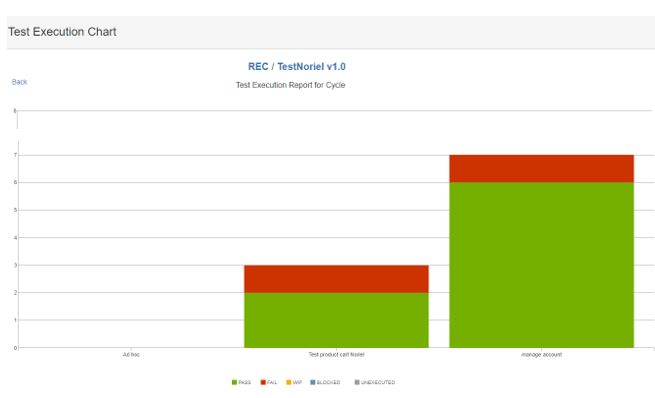 Test Execution Chart
REC / TestNoriel v1.0
Back
Test Execution Report for Cycle
8
7
6
5
4
3
2
1
0
Ad hoc
Test product cart Noriel
manage account
PASS FAIL WIP BLOCKED UNEXECUTED